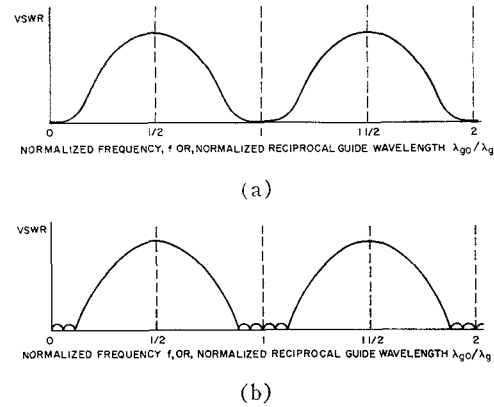 VSWR
0 1/2 1 1 1/2 2
NORMALIZED FREQUENCY, f OR, NORMALIZED RECIPROCAL GUIDE WAVELENGTH λg0/λg
(a)
VSWR
0 1/2 1 1 1/2 2
NORMALIZED FREQUENCY f, OR, NORMALIZED RECIPROCAL GUIDE WAVELENGTH λg0/λg
(b)